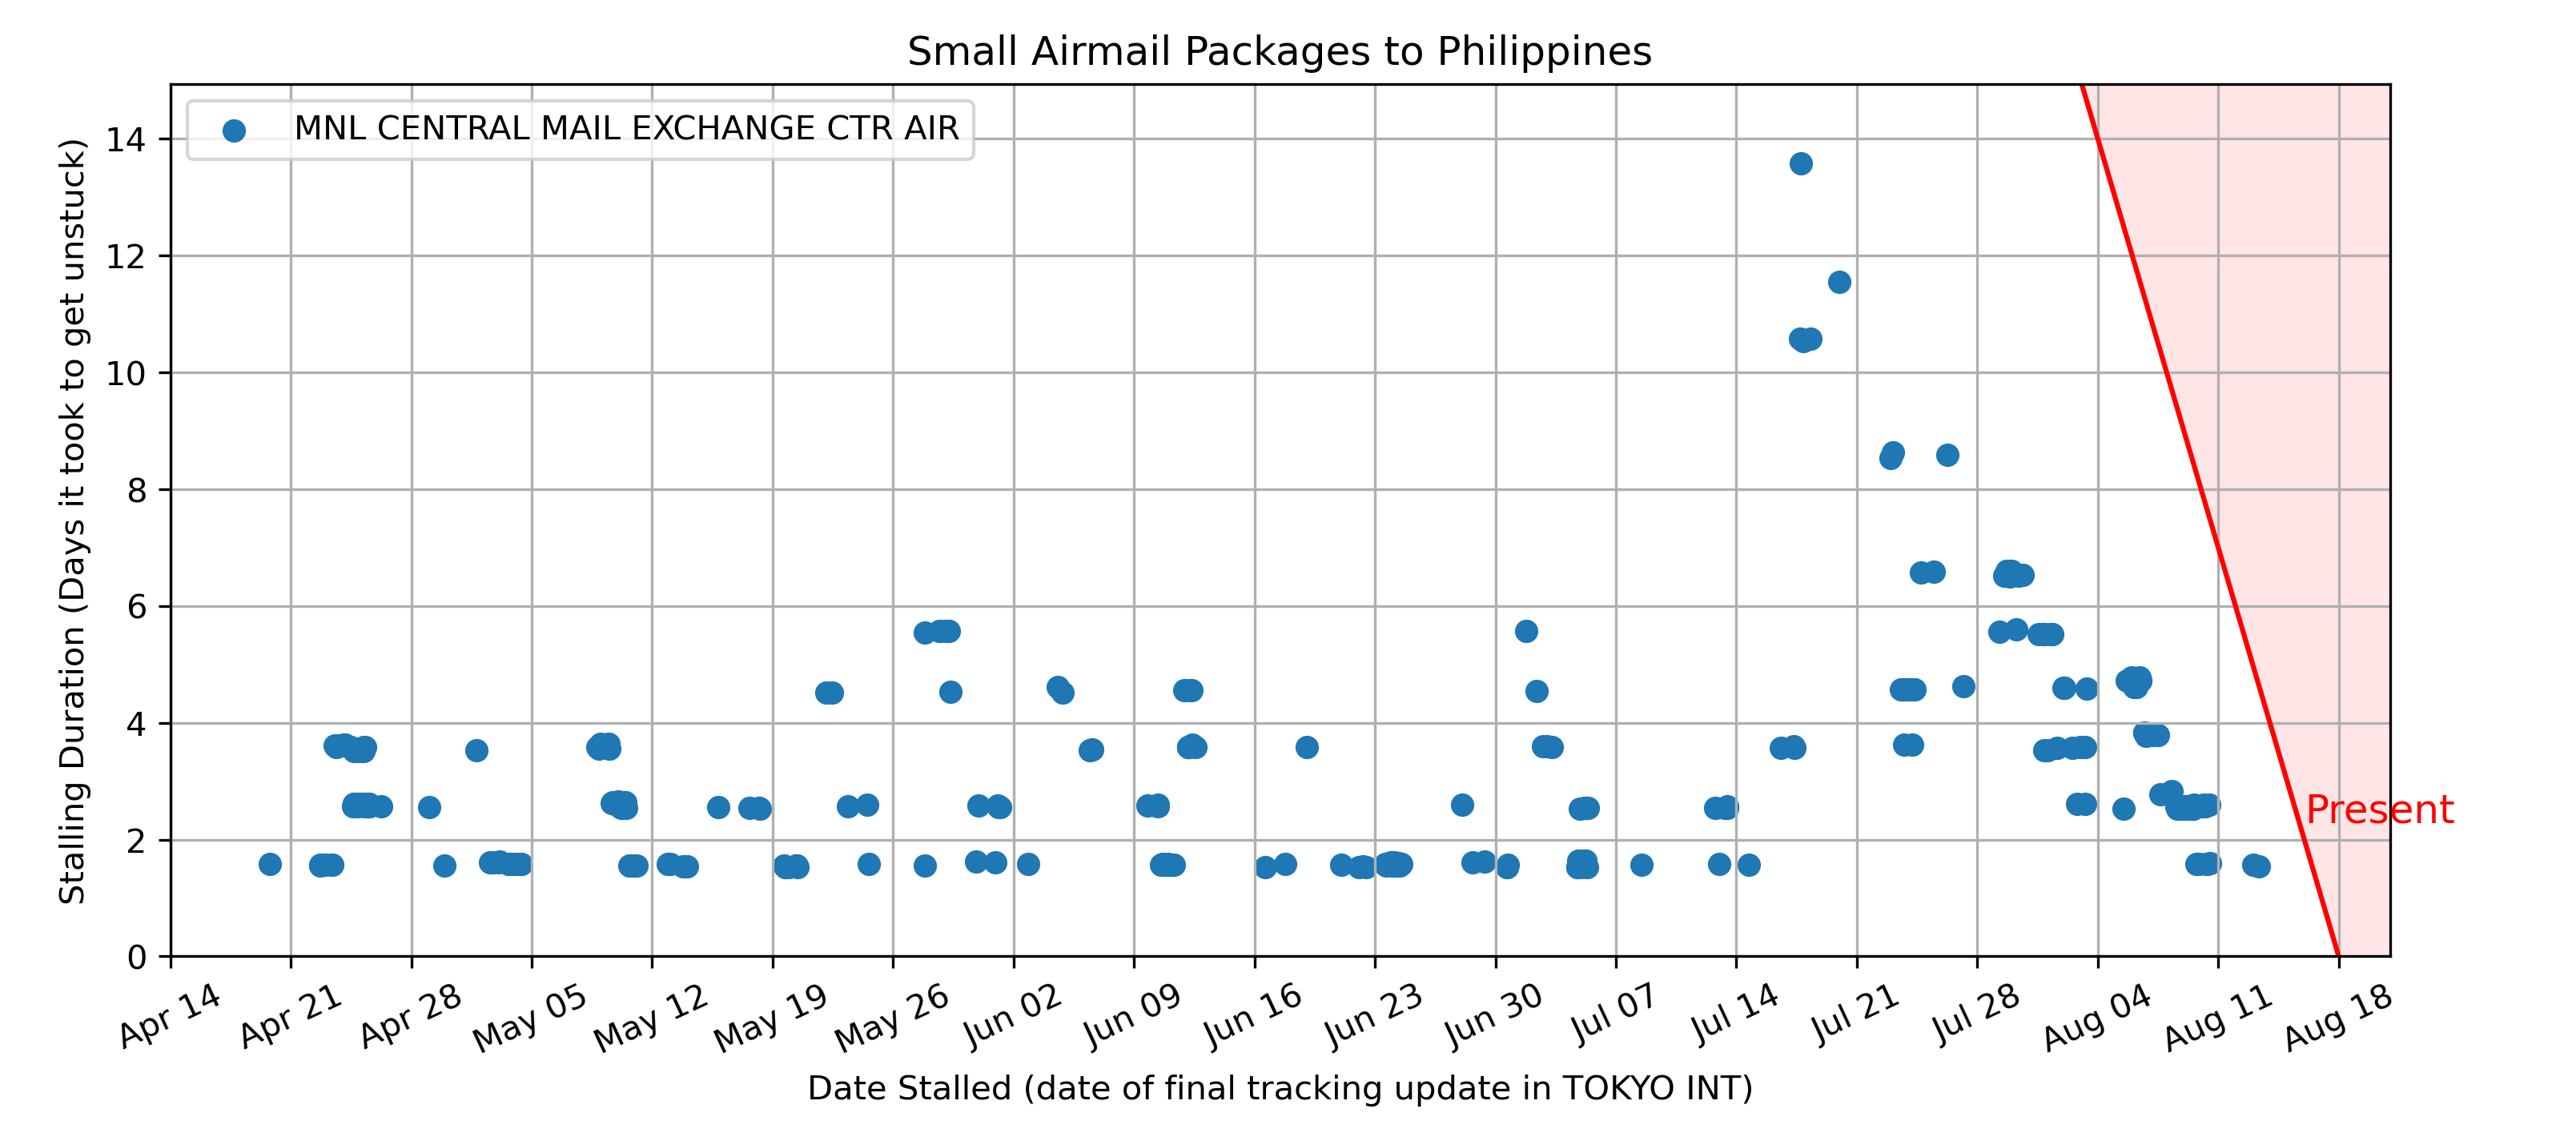 Small Airmail Packages to Philippines
MNL CENTRAL MAIL EXCHANGE CTR AIR
Stalling Duration (Days it took to get unstuck)
14
12
10
8
6
4
2
0
Present
Apr 14
Apr 21
Apr 28
May 05
May 12
May 19
May 26
Jun 02
Jun 09
Jun 16
Jun 23
Jun 30
Jul 07
Jul 14
Jul 21
Jul 28
Aug 04
Aug 11
Aug 18
Date Stalled (date of final tracking update in TOKYO INT)